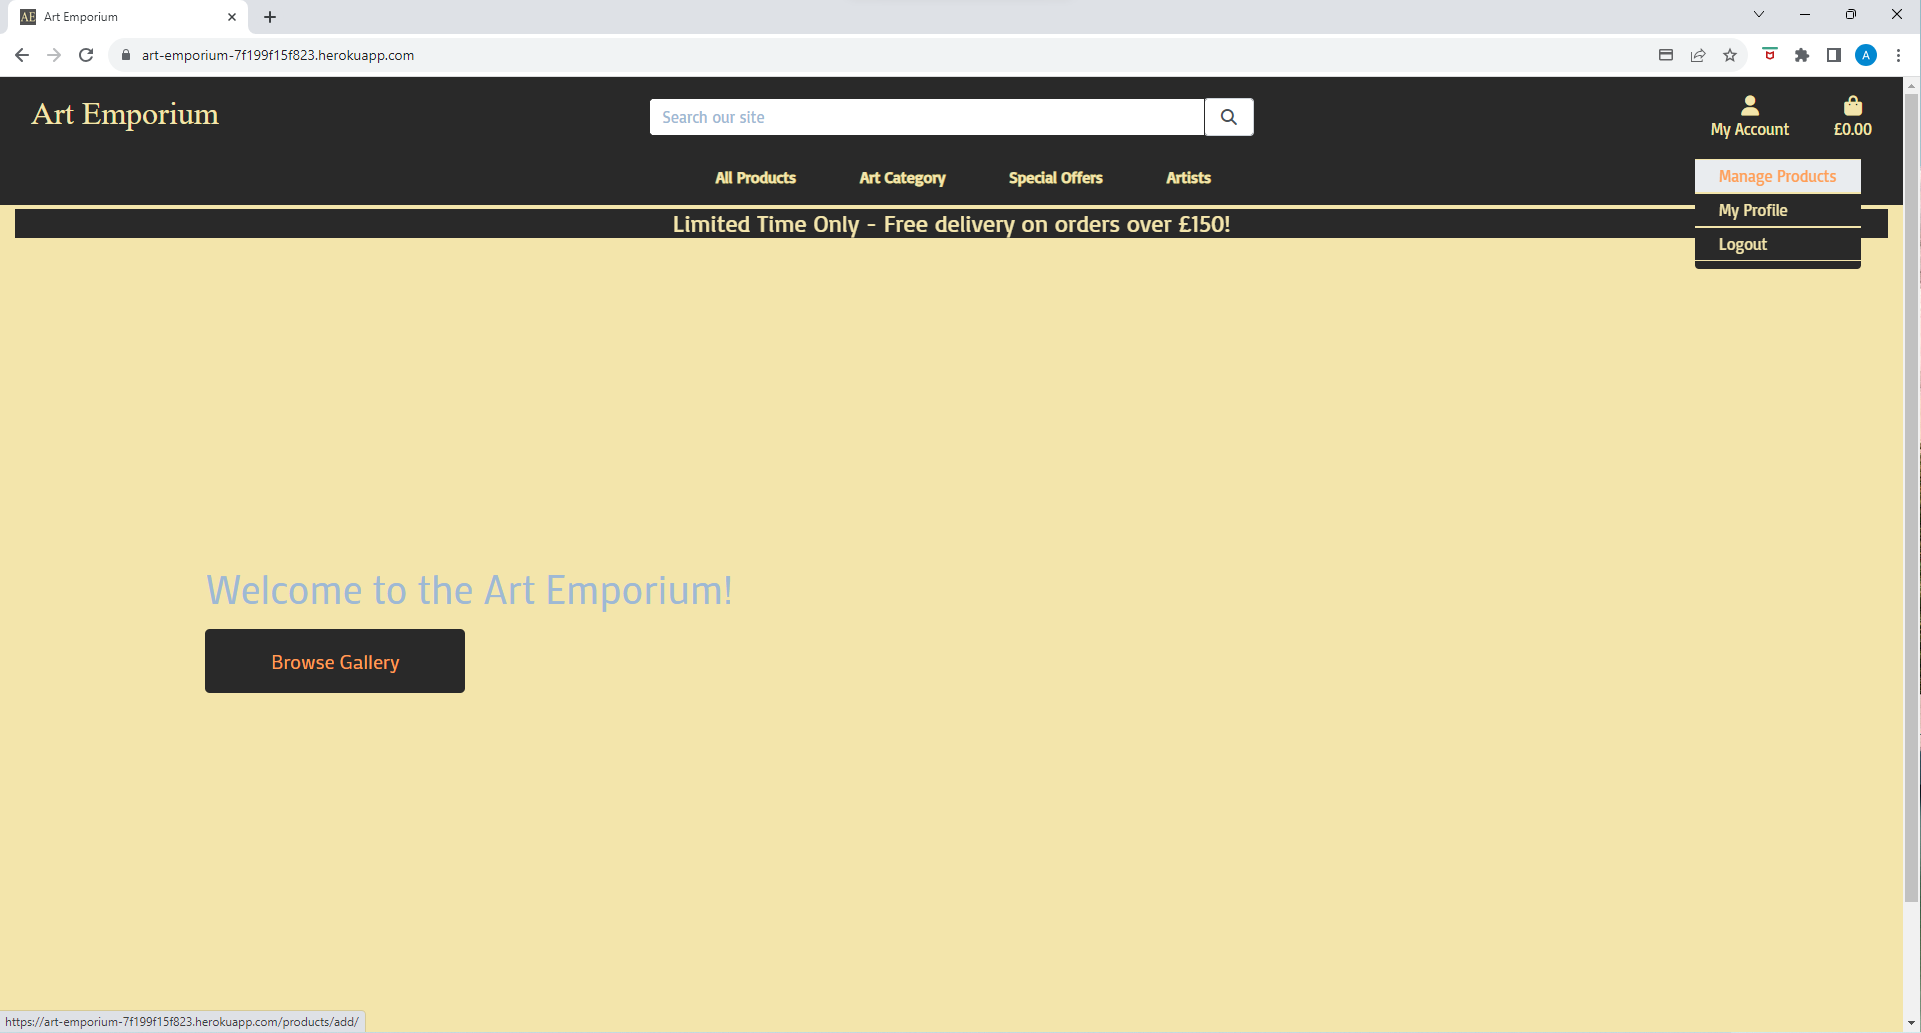 AE Art Emporium
art-emporium-7f199f15f823.herokuapp.com
A
Art Emporium
Search our site
My Account
£0.00
All Products Art Category Special Offers Artists
Manage Products
My Profile
Logout
Limited Time Only - Free delivery on orders over £150!
Welcome to the Art Emporium!
Browse Gallery
https://art-emporium-7f199f15f823.herokuapp.com/products/add/